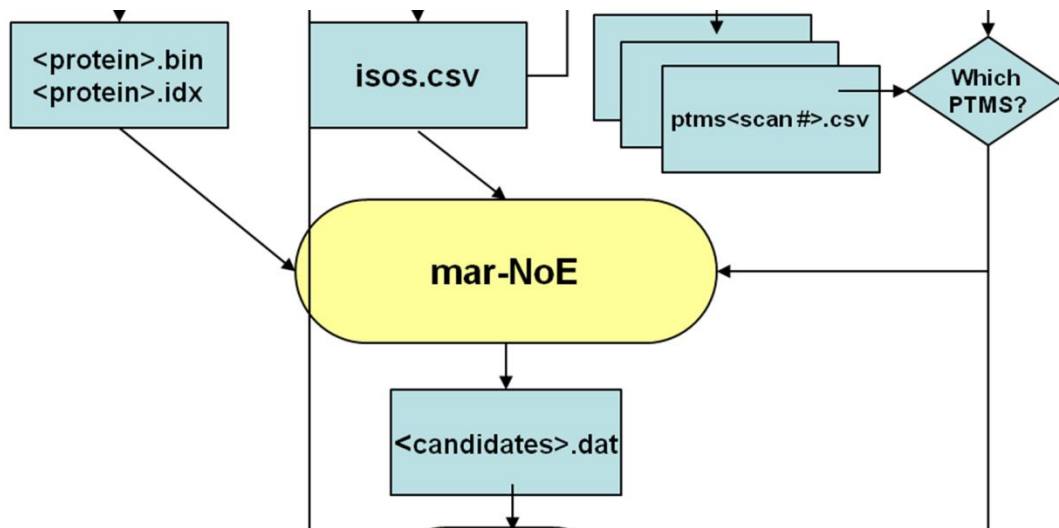 <protein>.bin
<protein>.idx
isos.csv
ptms<scan #>.csv
Which
PTMS?
mar-NoE
<candidates>.dat